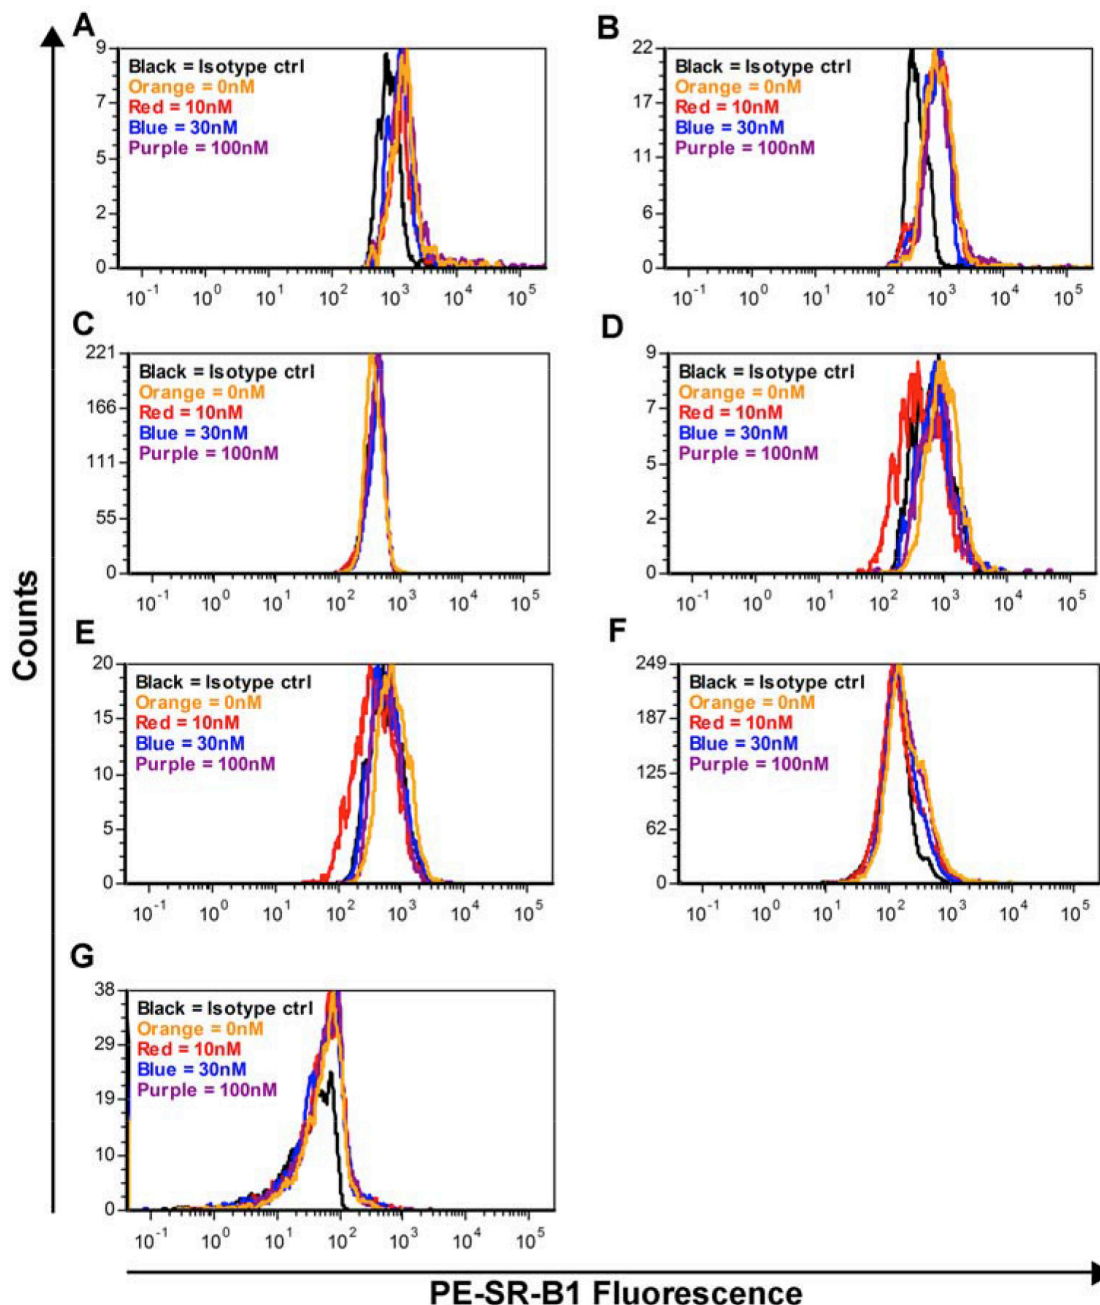 A
9
7
5
2
0
Black = Isotype ctrl
Orange = 0nM
Red = 10nM
Blue = 30nM
Purple = 100nM
10-1 100 101 102 103 104 105
B
22
17
11
6
0
Black = Isotype ctrl
Orange = 0nM
Red = 10nM
Blue = 30nM
Purple = 100nM
10-1 100 101 102 103 104 105
C
221
166
111
55
0
Black = Isotype ctrl
Orange = 0nM
Red = 10nM
Blue = 30nM
Purple = 100nM
10-1 100 101 102 103 104 105
D
9
7
5
2
0
Black = Isotype ctrl
Orange = 0nM
Red = 10nM
Blue = 30nM
Purple = 100nM
10-1 100 101 102 103 104 105
E
20
15
10
5
0
Black = Isotype ctrl
Orange = 0nM
Red = 10nM
Blue = 30nM
Purple = 100nM
10-1 100 101 102 103 104 105
F
249
187
125
62
0
Black = Isotype ctrl
Orange = 0nM
Red = 10nM
Blue = 30nM
Purple = 100nM
10-1 100 101 102 103 104 105
G
38
29
19
10
0
Black = Isotype ctrl
Orange = 0nM
Red = 10nM
Blue = 30nM
Purple = 100nM
10-1 100 101 102 103 104 105
Counts
PE-SR-B1 Fluorescence